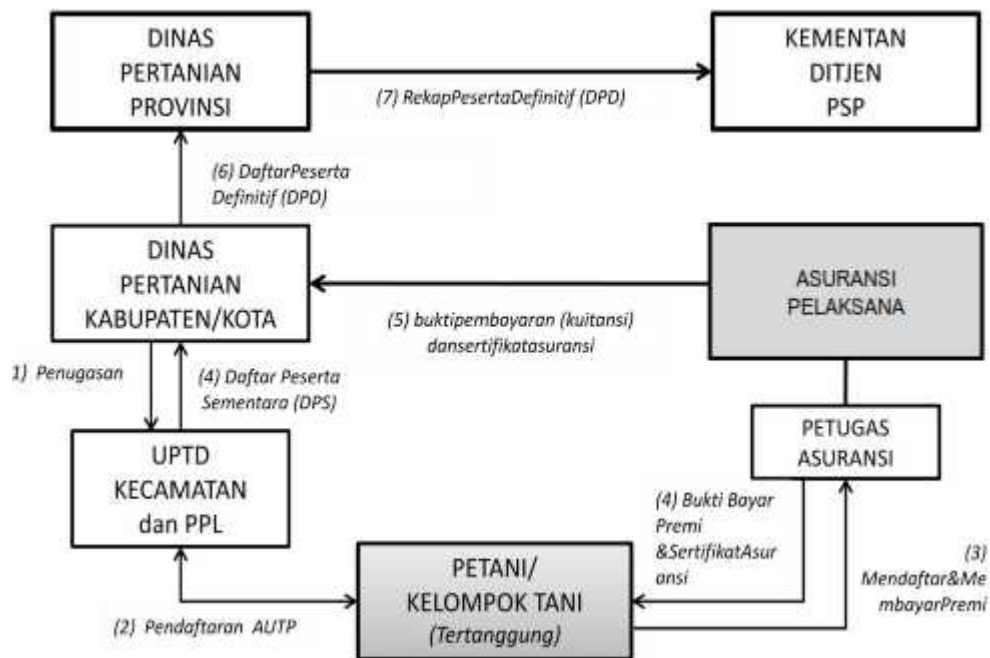 DINAS
PERTANIAN
PROVINSI
KEMENTAN
DITJEN
PSP
(7) RekapPesertaDefinitif (DPD)
(6) DaftarPeserta
Definitif (DPD)
DINAS
PERTANIAN
KABUPATEN/KOTA
ASURANSI
PELAKSANA
(5) buktipembayaran (kuitansi)
dansertifikatasuransi
1) Penugasan
(4) Daftar Peserta
Sementara (DPS)
UPTD
KECAMATAN
dan PPL
PETUGAS
ASURANSI
(4) Bukti Bayar
Premi
&SertifikatAsur
ansi
(3)
Mendaftar&Me
mbayarPremi
PETANI/
KELOMPOK TANI
(Tertanggung)
(2) Pendaftaran AUTP